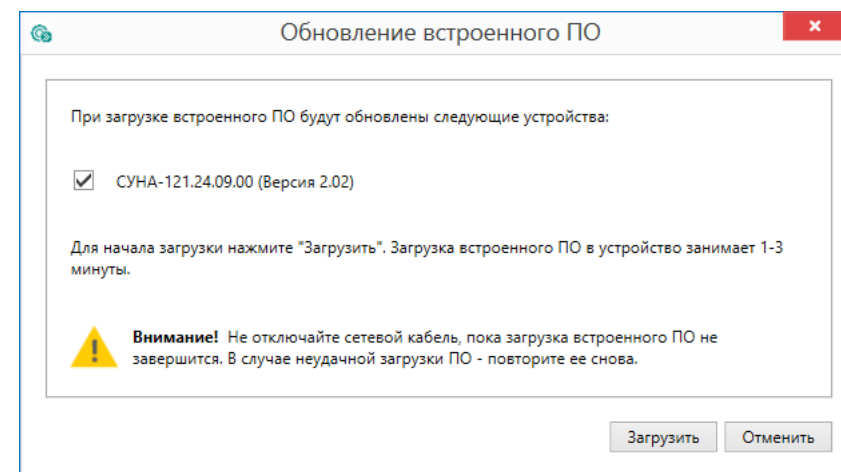 Обновление встроенного ПО
При загрузке встроенного ПО будут обновлены следующие устройства:
СУНА-121.24.09.00 (Версия 2.02)
Для начала загрузки нажмите "Загрузить". Загрузка встроенного ПО в устройство занимает 1-3
минуты.
Внимание! Не отключайте сетевой кабель, пока загрузка встроенного ПО не
завершится. В случае неудачной загрузки ПО - повторите ее снова.
Загрузить Отменить